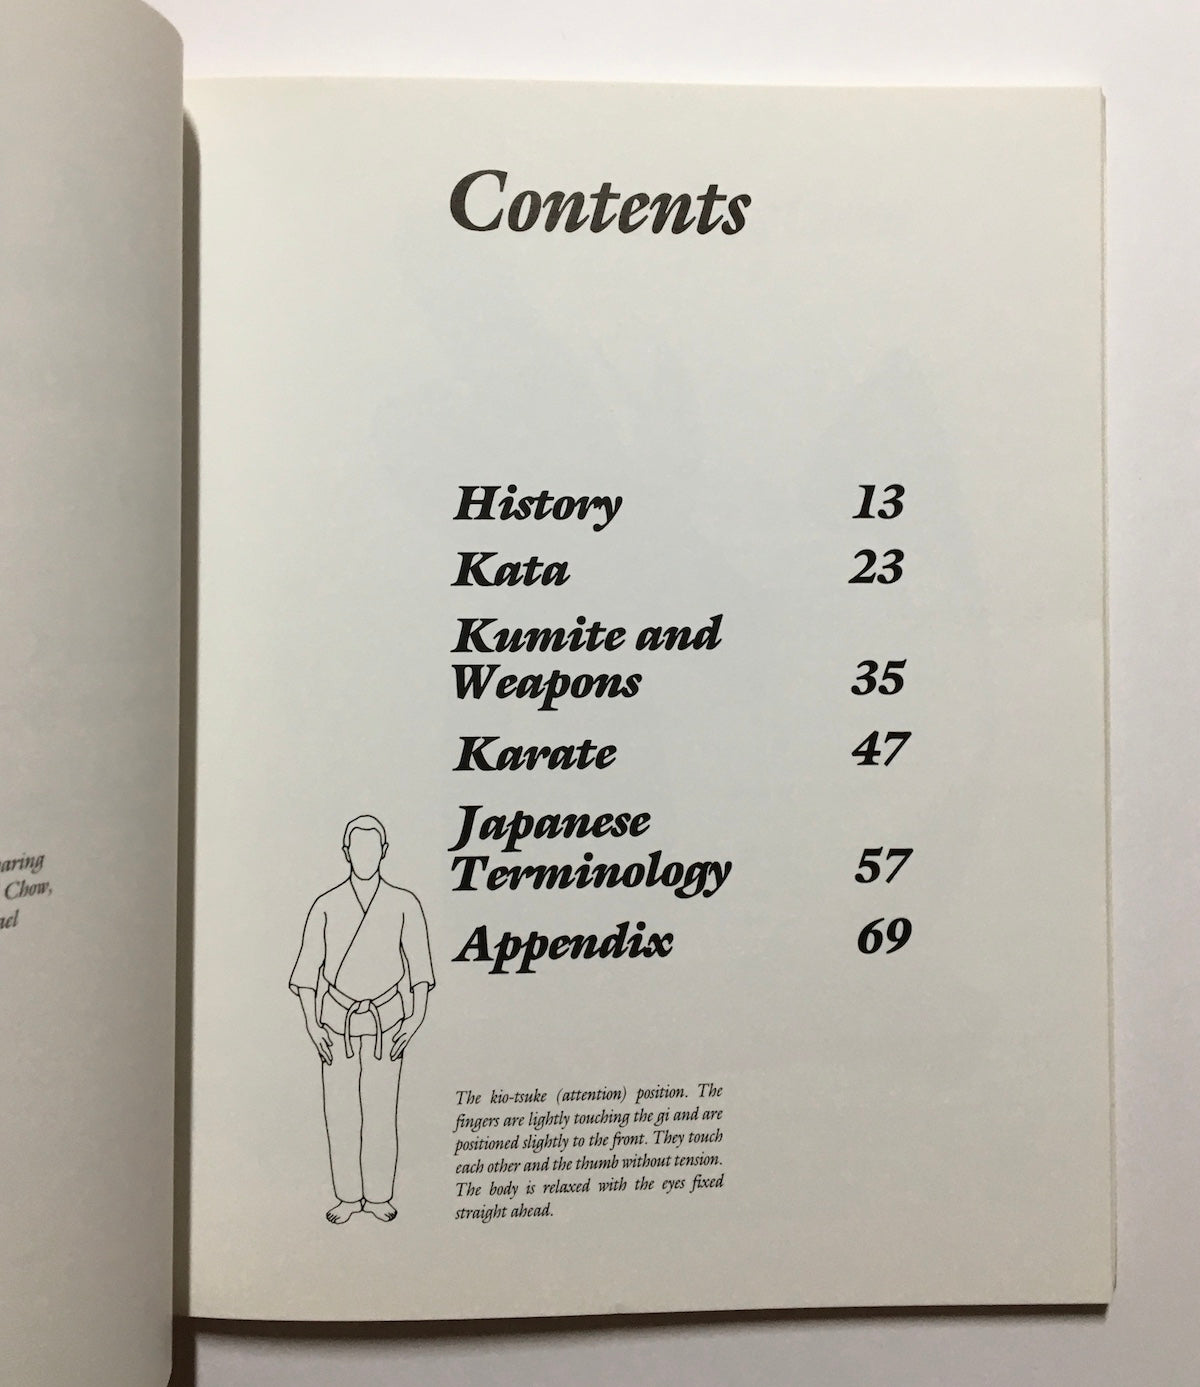 Contents
History 13
Kata 23
Kumite and
Weapons 35
Karate 47
Japanese
Terminology 57
Appendix 69
The kio-tsuke (attention) position. The
fingers are lightly touching the gi and are
positioned slightly to the front. They touch
each other and the thumb without tension.
The body is relaxed with the eyes fixed
straight ahead.
Chow,